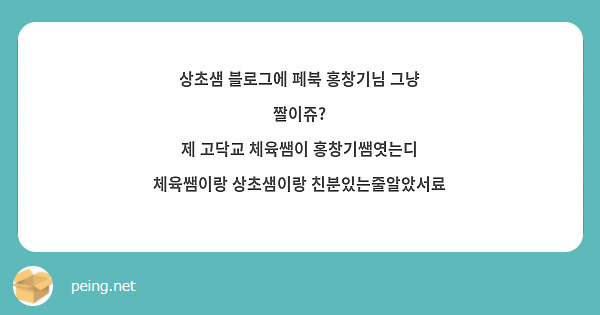 상초샘 블로그에 페북 홍창기님 그냥
짤이쥬?
제 고닥교 체육쌤이 홍창기쌤엿는디
체육쌤이랑 상초샘이랑 친분있는줄알았서료
peing.net